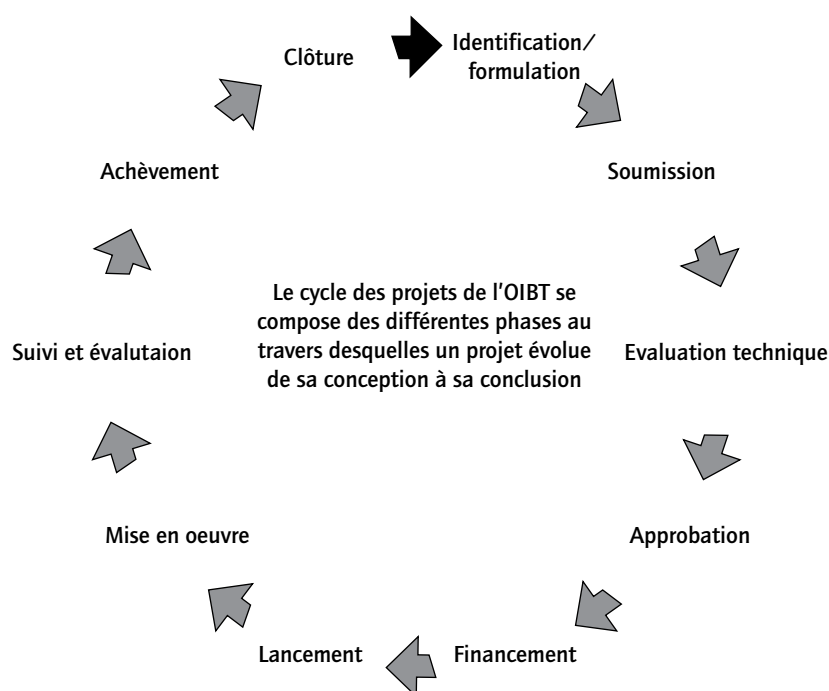 Clôture
Identification/
formulation
Soumission
Evaluation technique
Approbation
Financement
Lancement
Mise en oeuvre
Suivi et évalutaion
Achèvement
Le cycle des projets de l'OIBT se
compose des différentes phases au
travers desquelles un projet évolue
de sa conception à sa conclusion